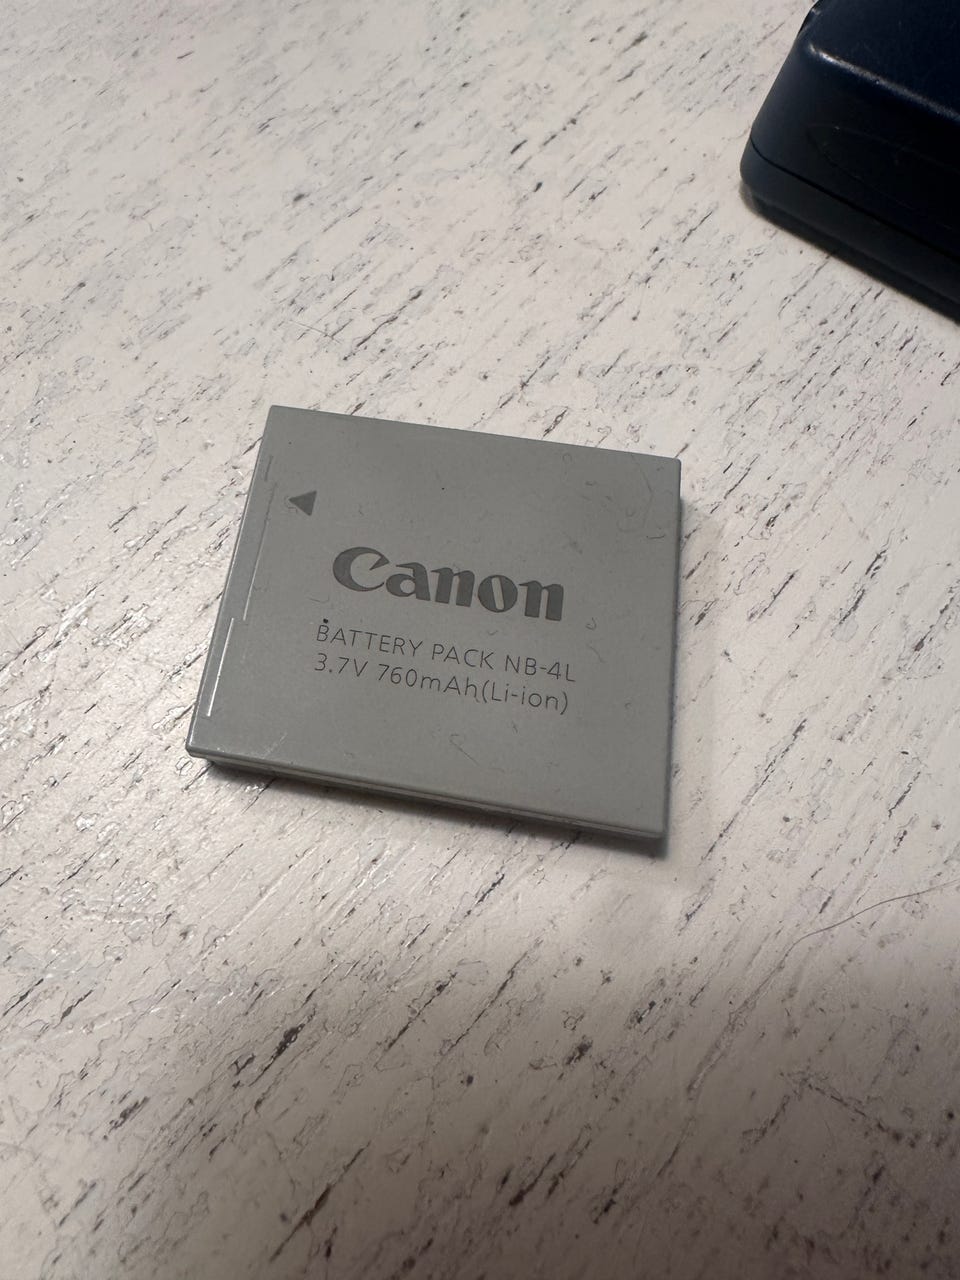 Canon
BATTERY PACK NB-4L
3.7V 760mAh(Li-ion)